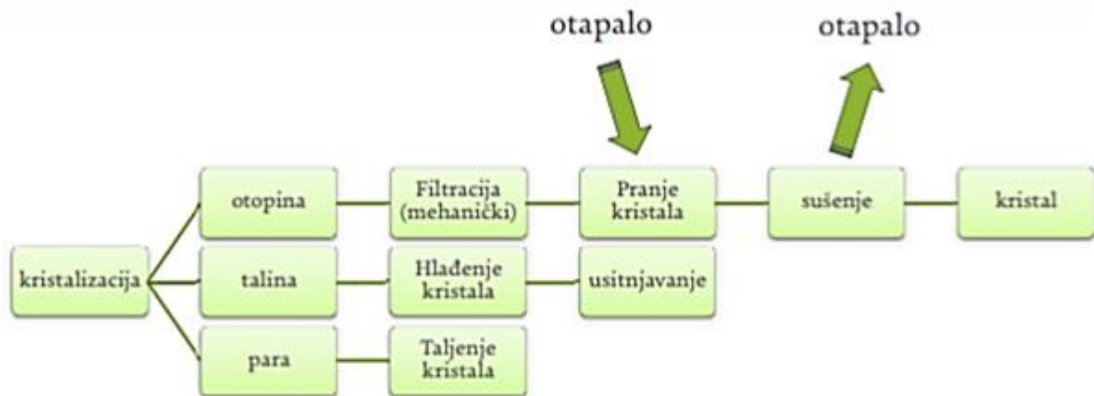 otapalo
otapalo
otopina
Filtracija
(mehanički)
Pranje
kristala
sušenje
kristal
kristalizacija
talina
Hlađenje
kristala
usitnjavanje
para
Taljenje
kristala